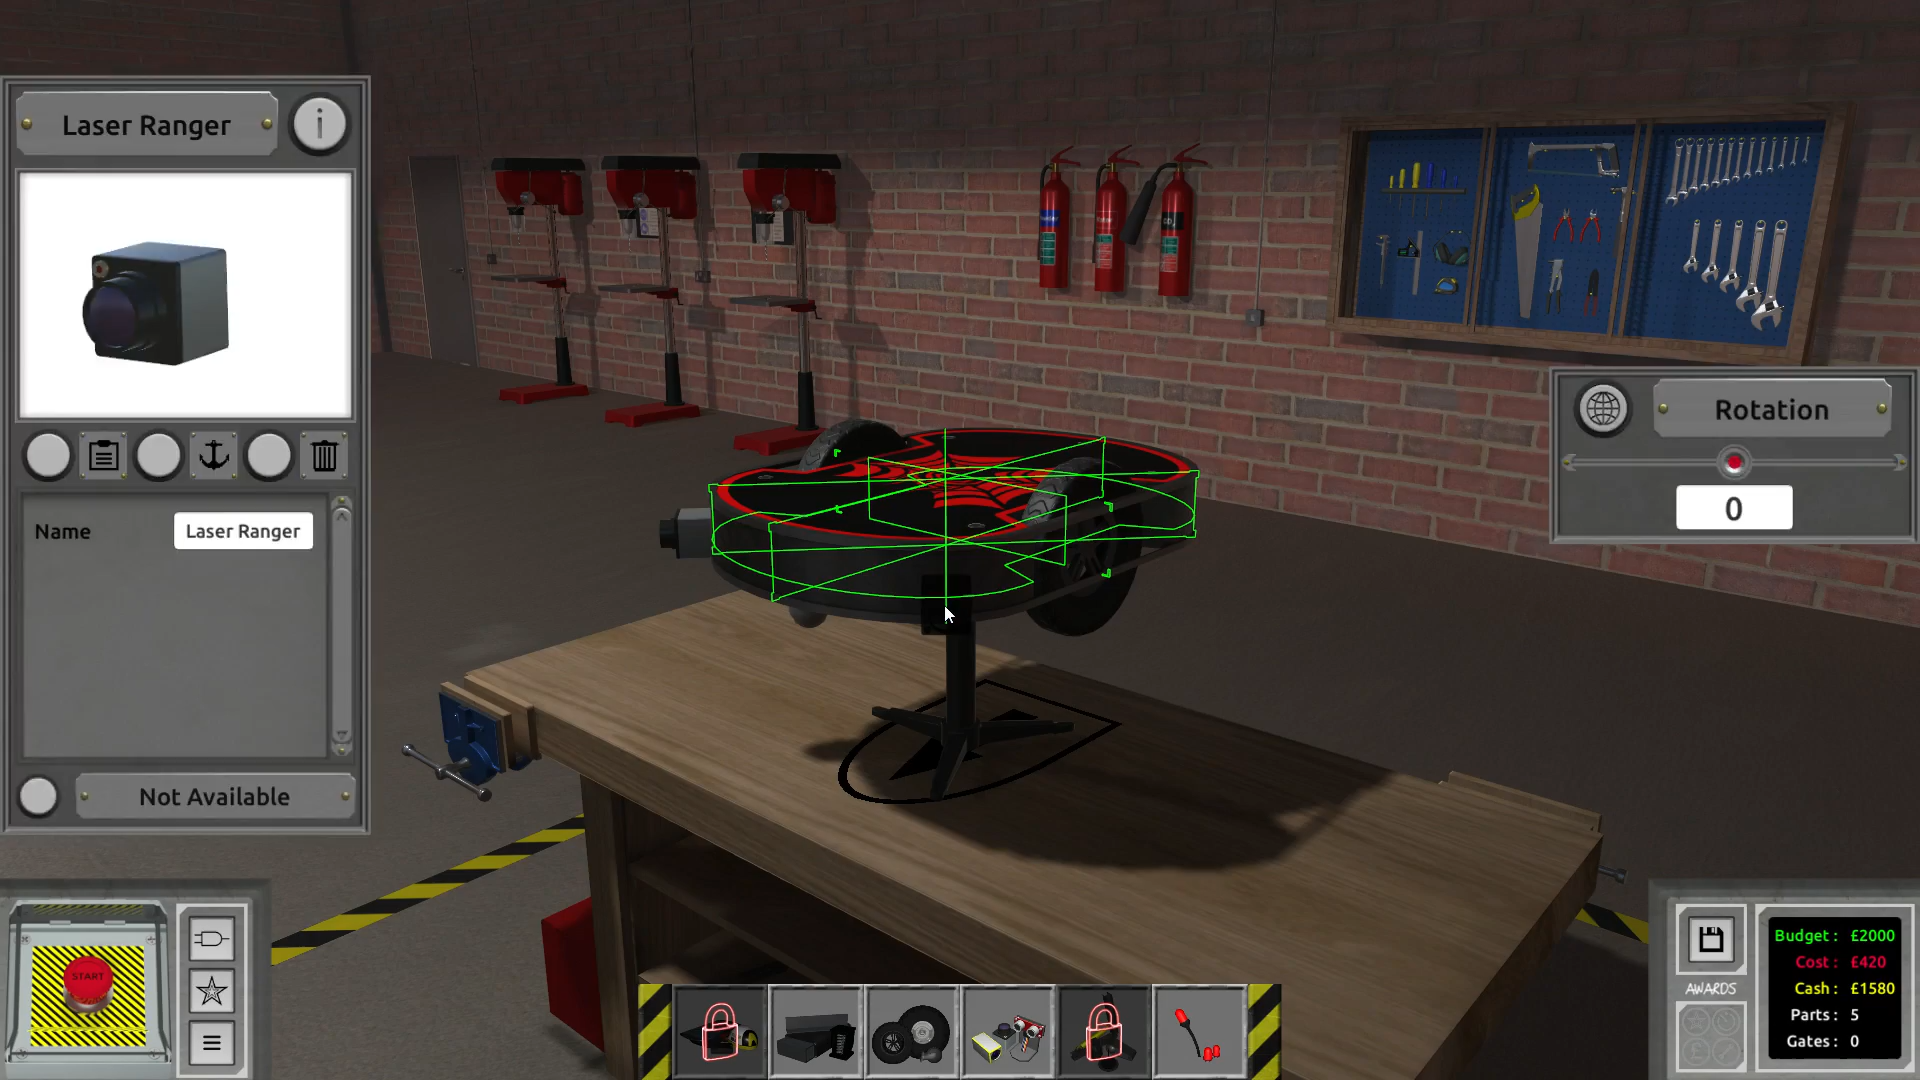 Laser Ranger
i
Name
Laser Ranger
Not Available
START
Rotation
0
AWARDS
Budget : £2000
Cost : £420
Cash : £1580
Parts : 5
Gates : 0